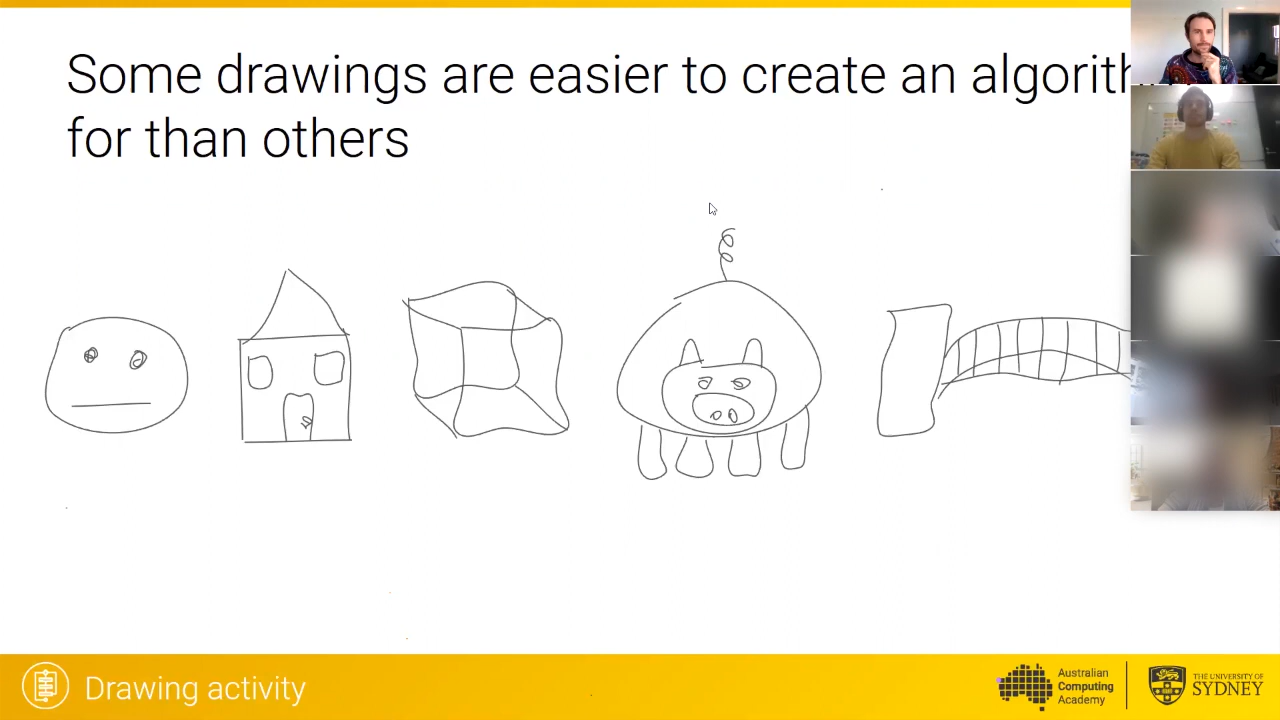 Some drawings are easier to create an
for than others
Drawing activity
Australian
Computing
Academy
THE UNIVERSITY OF
SYDNEY